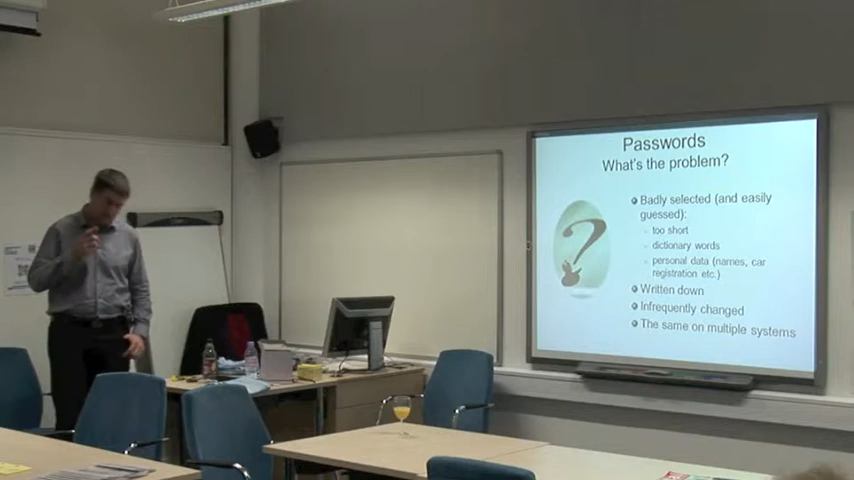 Passwords
What's the problem?
Badly selected (and easily
guessed):
too short
dictionary words
personal data (names, car
registration etc.)
Written down
Infrequently changed
The same on multiple systems